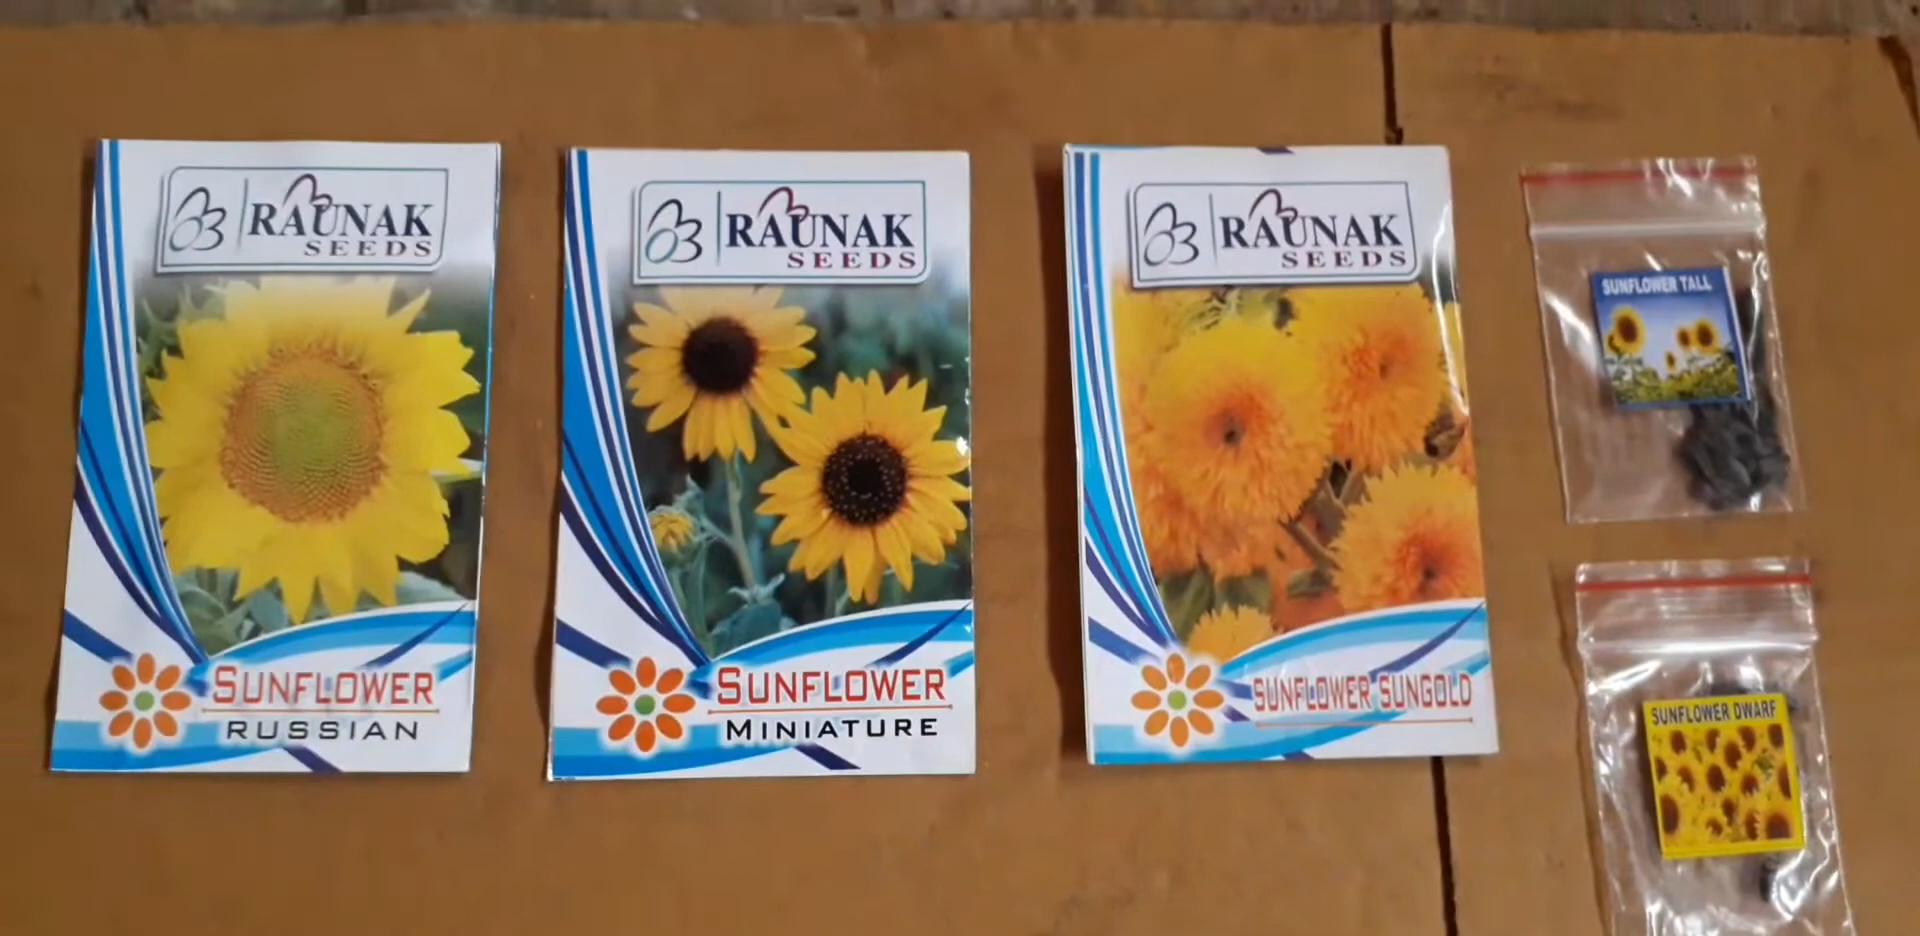 RAUNAK
SEEDS
SUNFLOWER
RUSSIAN
RAUNAK
SEEDS
SUNFLOWER
MINIATURE
RAUNAK
SEEDS
SUNFLOWER SUNGOLD
SUNFLOWER TALL
SUNFLOWER DWARF